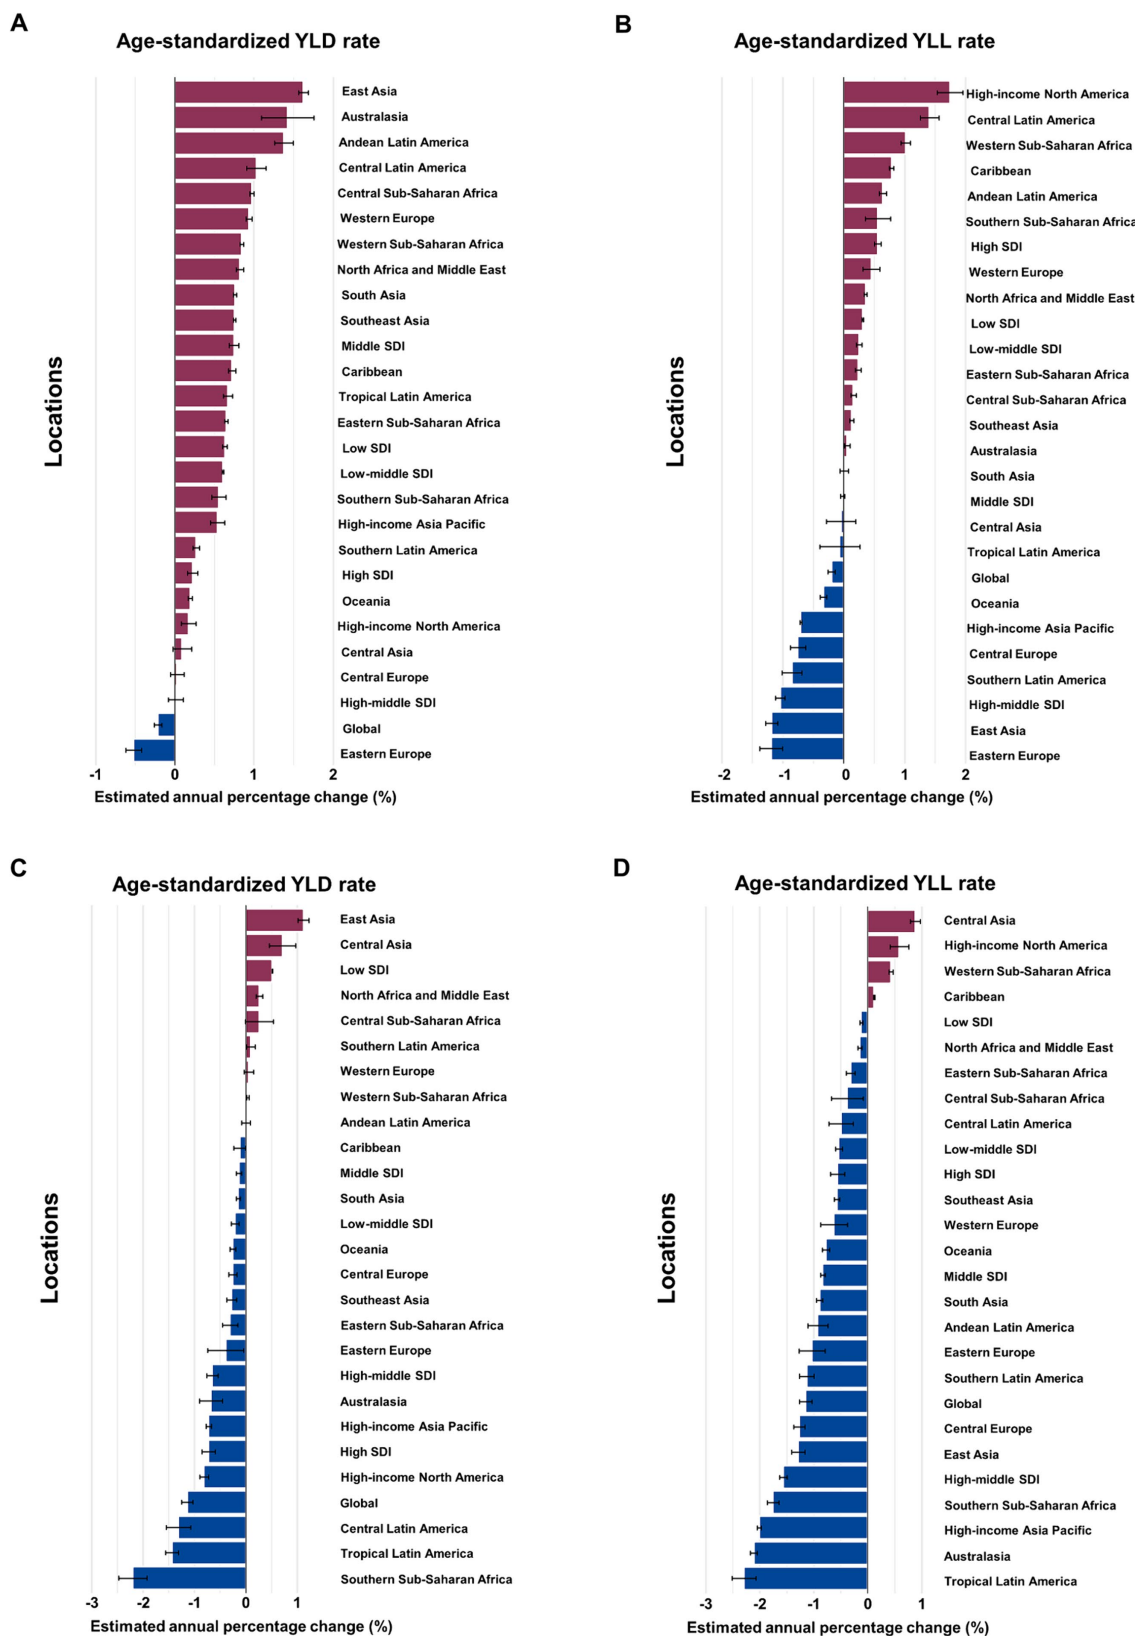 A
Age-standardized YLD rate
East Asia
Australasia
Andean Latin America
Central Latin America
Central Sub-Saharan Africa
Western Europe
Western Sub-Saharan Africa
North Africa and Middle East
South Asia
Southeast Asia
Middle SDI
Caribbean
Tropical Latin America
Eastern Sub-Saharan Africa
Low SDI
Low-middle SDI
Southern Sub-Saharan Africa
High-income Asia Pacific
Southern Latin America
High SDI
Oceania
High-income North America
Central Asia
Central Europe
High-middle SDI
Global
Eastern Europe
Locations
-1 0 1 2
Estimated annual percentage change (%)
B
Age-standardized YLL rate
High-income North America
Central Latin America
Western Sub-Saharan Africa
Caribbean
Andean Latin America
Southern Sub-Saharan Africa
High SDI
Western Europe
North Africa and Middle East
Low SDI
Low-middle SDI
Eastern Sub-Saharan Africa
Central Sub-Saharan Africa
Southeast Asia
Australasia
South Asia
Middle SDI
Central Asia
Tropical Latin America
Global
Oceania
High-income Asia Pacific
Central Europe
Southern Latin America
High-middle SDI
East Asia
Eastern Europe
Locations
-2 -1 0 1 2
Estimated annual percentage change (%)
C
Age-standardized YLD rate
East Asia
Central Asia
Low SDI
North Africa and Middle East
Central Sub-Saharan Africa
Southern Latin America
Western Europe
Western Sub-Saharan Africa
Andean Latin America
Caribbean
Middle SDI
South Asia
Low-middle SDI
Oceania
Central Europe
Southeast Asia
Eastern Sub-Saharan Africa
Eastern Europe
High-middle SDI
Australasia
High-income Asia Pacific
High SDI
High-income North America
Global
Central Latin America
Tropical Latin America
Southern Sub-Saharan Africa
Locations
-3 -2 -1 0 1
Estimated annual percentage change (%)
D
Age-standardized YLL rate
Central Asia
High-income North America
Western Sub-Saharan Africa
Caribbean
Low SDI
North Africa and Middle East
Eastern Sub-Saharan Africa
Central Sub-Saharan Africa
Central Latin America
Low-middle SDI
High SDI
Southeast Asia
Western Europe
Oceania
Middle SDI
South Asia
Andean Latin America
Eastern Europe
Southern Latin America
Global
Central Europe
East Asia
High-middle SDI
Southern Sub-Saharan Africa
High-income Asia Pacific
Australasia
Tropical Latin America
Locations
-3 -2 -1 0 1
Estimated annual percentage change (%)